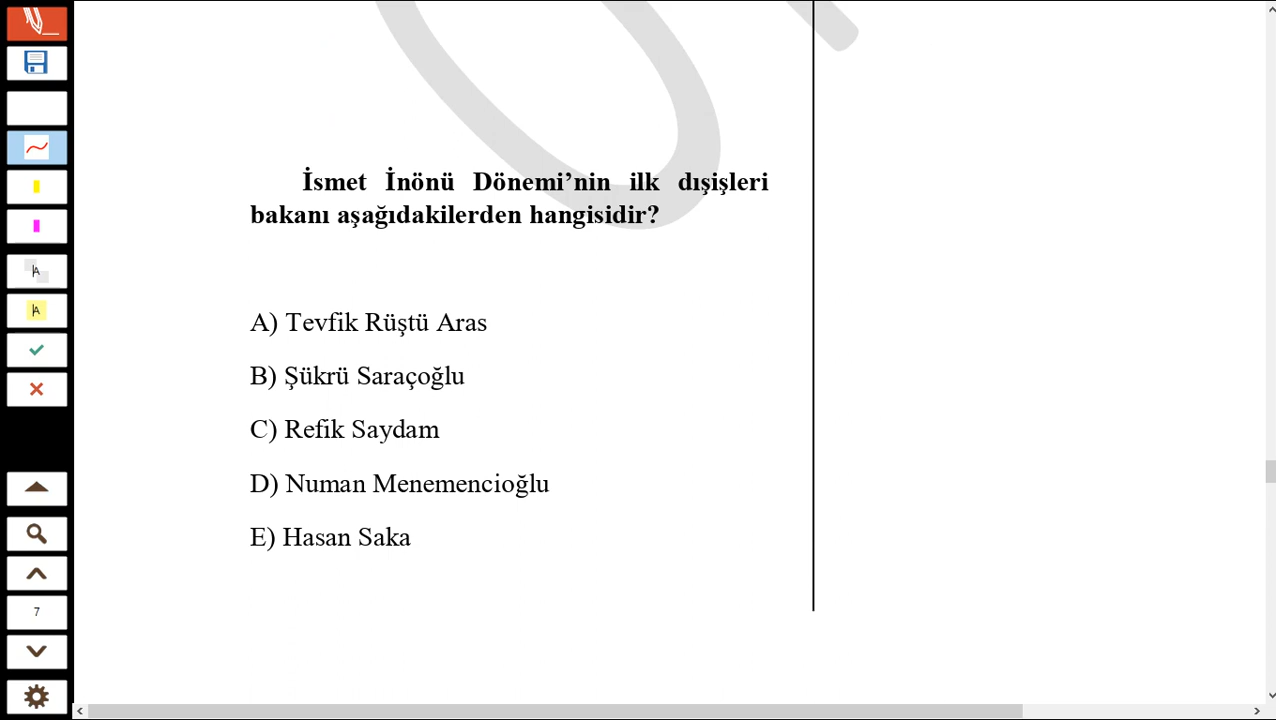 İsmet İnönü Dönemi’nin ilk dışişleri
bakanı aşağıdakilerden hangisidir?
A) Tevfik Rüştü Aras
B) Şükrü Saraçoğlu
C) Refik Saydam
D) Numan Menemencioğlu
E) Hasan Saka
7